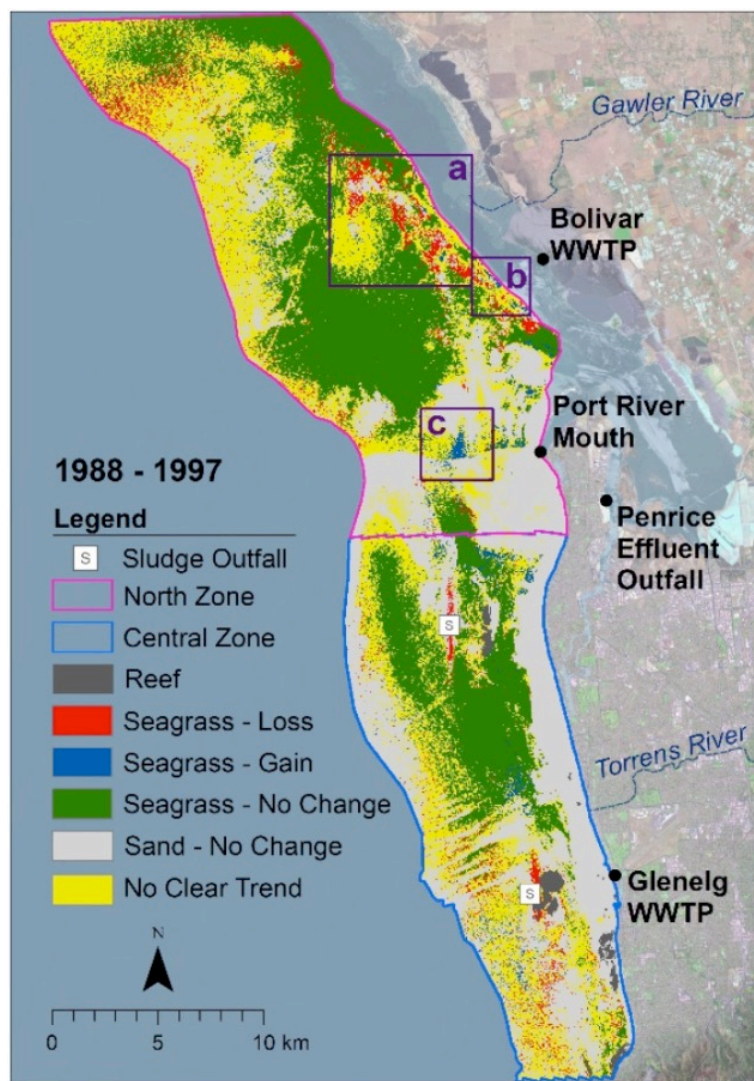 Gawler River
a
Bolivar
WWTP
b
Port River
Mouth
c
1988 - 1997
Legend
S Sludge Outfall
North Zone
Central Zone
Reef
Seagrass - Loss
Seagrass - Gain
Seagrass - No Change
Sand - No Change
No Clear Trend
Penrice
Effluent
Outfall
S
Torrens River
Glenelg
WWTP
S
N
0 5 10 km